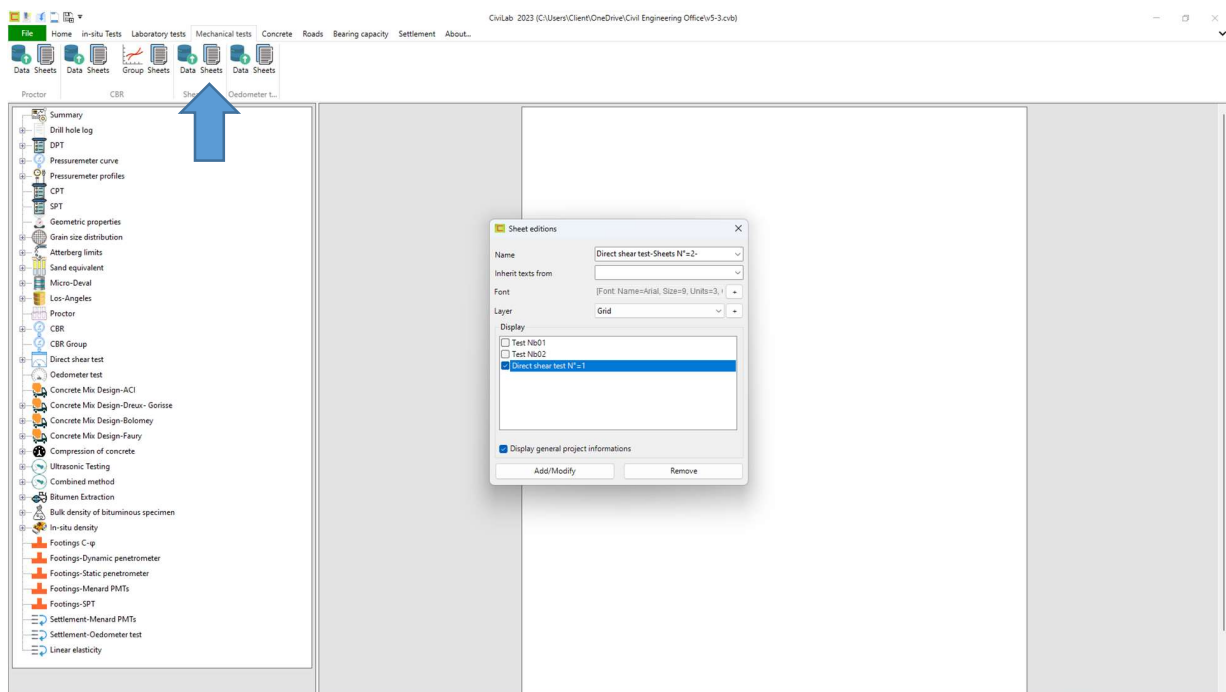 CiviLab 2023 (C:\Users\Client\OneDrive\Civil Engineering Office\v5-3.cvb)
File Home in-situ Tests Laboratory tests Mechanical tests Concrete Roads Bearing capacity Settlement About...
Data Sheets Data Sheets Group Sheets Data Sheets Data Sheets
Proctor CBR She Oedometer t...
Summary
Drill hole log
DPT
Pressuremeter curve
Pressuremeter profiles
CPT
SPT
Geometric properties
Grain size distribution
Atterberg limits
Sand equivalent
Micro-Deval
Los-Angeles
Proctor
CBR
CBR Group
Direct shear test
Oedometer test
Concrete Mix Design-ACI
Concrete Mix Design-Dreux- Gorisse
Concrete Mix Design-Bolomey
Concrete Mix Design-Faury
Compression of concrete
Ultrasonic Testing
Combined method
Bitumen Extraction
Bulk density of bituminous specimen
In-situ density
Footings C-φ
Footings-Dynamic penetrometer
Footings-Static penetrometer
Footings-Menard PMTs
Footings-SPT
Settlement-Menard PMTs
Settlement-Oedometer test
Linear elasticity
Sheet editions
Name Direct shear test-Sheets N°=2-
Inherit texts from
Font [Font: Name=Arial, Size=9, Units=3,
Layer Grid
Display
Test Nb01
Test Nb02
Direct shear test N°=1
Display general project informations
Add/Modify Remove